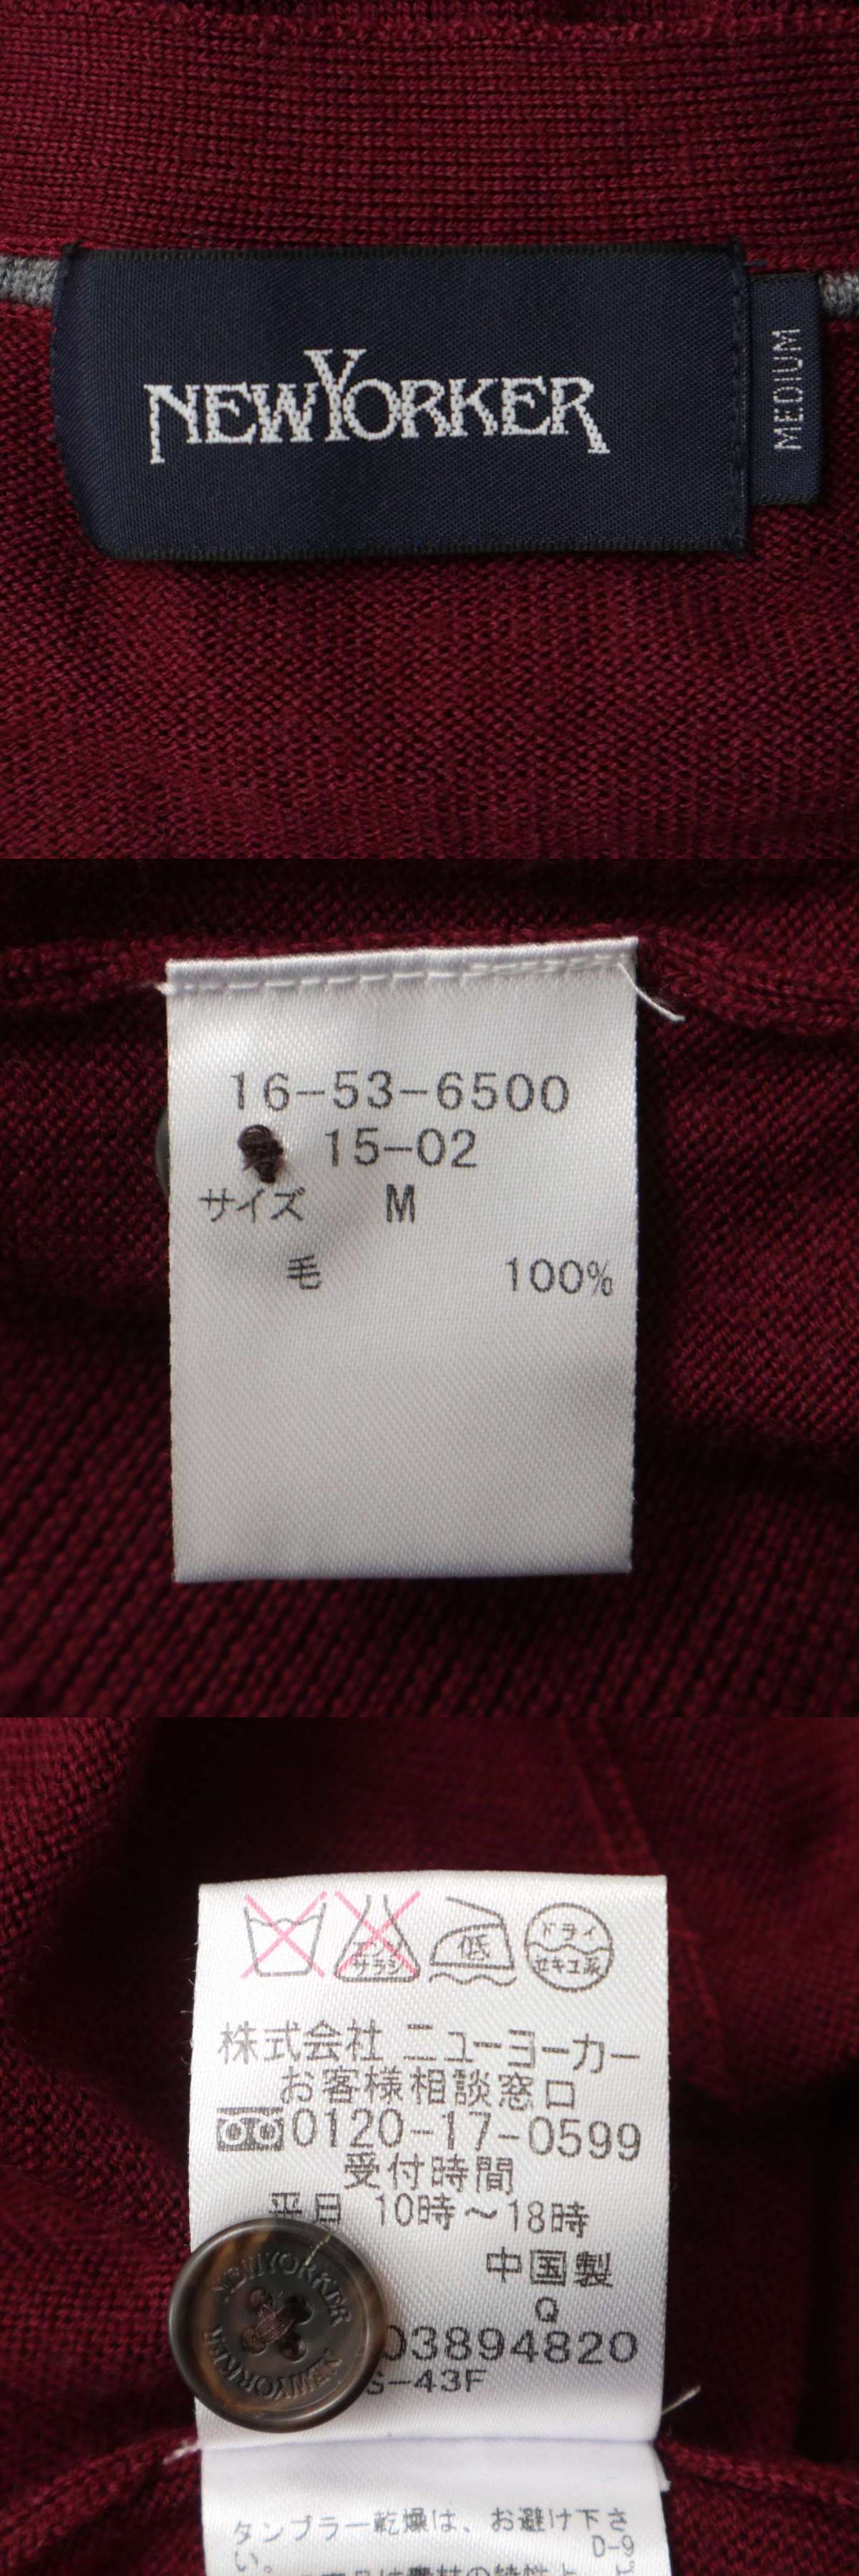 NEWYORKER
MEDIUM
16-53-6500
15-02
サイズ M
毛 100%
エンソ
サラシ
低
ドライ
セキユ系
株式会社 ニューヨーカー
お客様相談窓口
0120-17-0599
受付時間
平日 10時～18時
中国製
Q
03894820
S-43F
NEWYORKER
NEWYORKER
タンブラー乾燥は、お避け下さ
D-9
い。